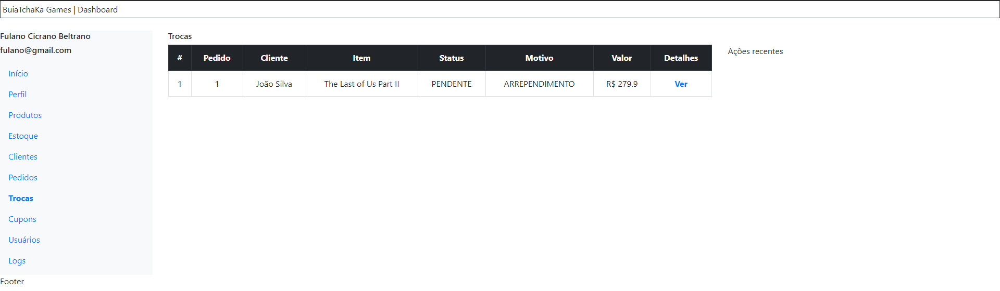 BuiaTchaKa Games | Dashboard
Fulano Cicrano Beltrano
fulano@gmail.com
Início
Perfil
Produtos
Estoque
Clientes
Pedidos
Trocas
Cupons
Usuários
Logs
Trocas
# Pedido Cliente Item Status Motivo Valor Detalhes
1 1 João Silva The Last of Us Part II PENDENTE ARREPENDIMENTO R$ 279.9 Ver
Ações recentes
Footer